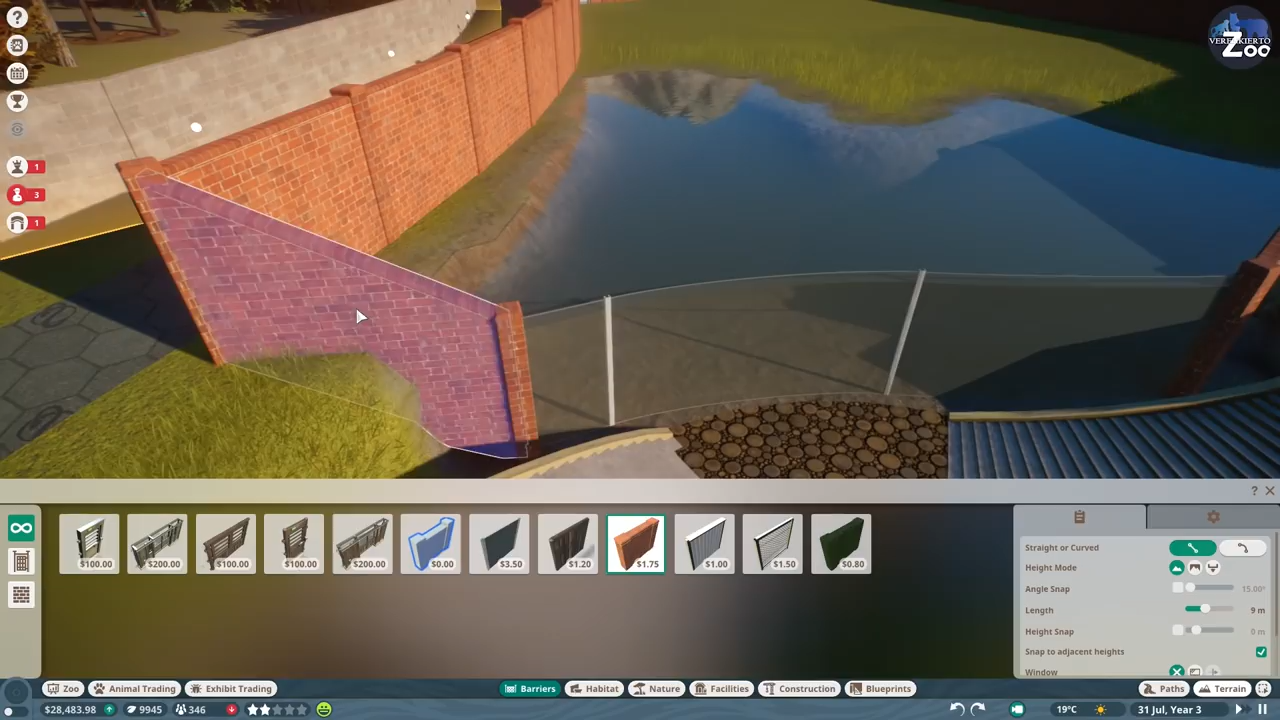 ?
VERENKIERTO
Zoo
1
3
1
? ×
$100.00 $200.00 $100.00 $100.00 $200.00 $0.00 $3.50 $1.20 $1.75 $1.00 $1.50 $0.80
Straight or Curved
Height Mode
Angle Snap 15.00°
Length 9 m
Height Snap 0 m
Snap to adjacent heights
Window
Zoo Animal Trading Exhibit Trading Barriers Habitat Nature Facilities Construction Blueprints Paths Terrain
$28,483.98 9945 346 19°C 31 Jul, Year 3